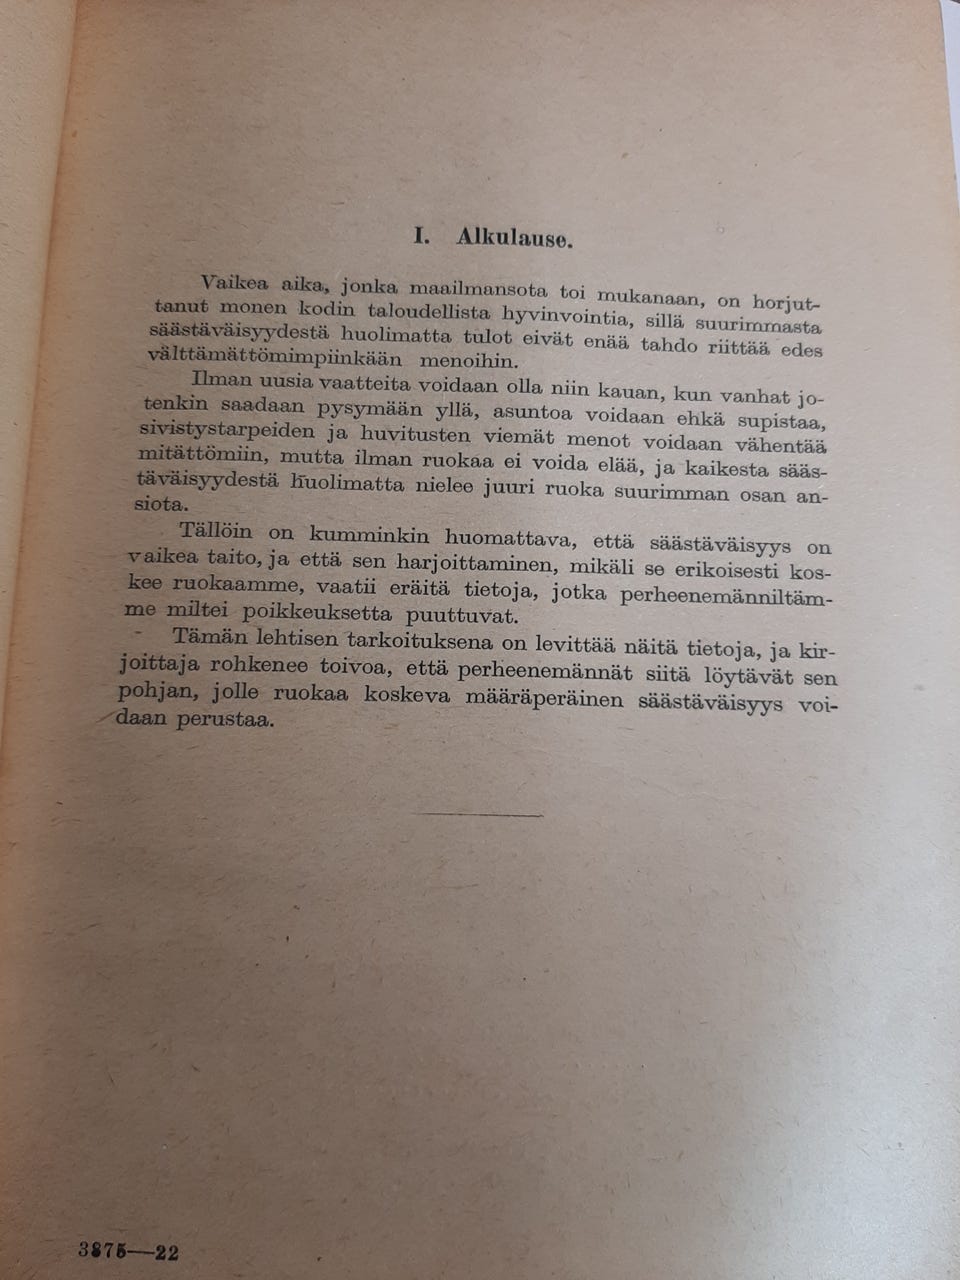 I. Alkulause.
Vaikea aika, jonka maailmansota toi mukanaan, on horjut-
tanut monen kodin taloudellista hyvinvointia, sillä suurimmasta
säästäväisyydestä huolimatta tulot eivät enää tahdo riittää edes
välttämättömimpiinkään menoihin.
Ilman uusia vaatteita voidaan olla niin kauan, kun vanhat jo-
tenkin saadaan pysymään yllä, asuntoa voidaan ehkä supistaa,
sivistystarpeiden ja huvitusten viemät menot voidaan vähentää
mitättömiin, mutta ilman ruokaa ei voida elää, ja kaikesta sääs-
täväisyydestä huolimatta nielee juuri ruoka suurimman osan an-
siota.
Tällöin on kumminkin huomattava, että säästäväisyys on
vaikea taito, ja että sen harjoittaminen, mikäli se erikoisesti kos-
kee ruokaamme, vaatii eräitä tietoja, jotka perheenemänniltäm-
me miltei poikkeuksetta puuttuvat.
Tämän lehtisen tarkoituksena on levittää näitä tietoja, ja kir-
joittaja rohkenee toivoa, että perheenemännät siitä löytävät sen
pohjan, jolle ruokaa koskeva määräperäinen säästäväisyys voi-
daan perustaa.
3875—22